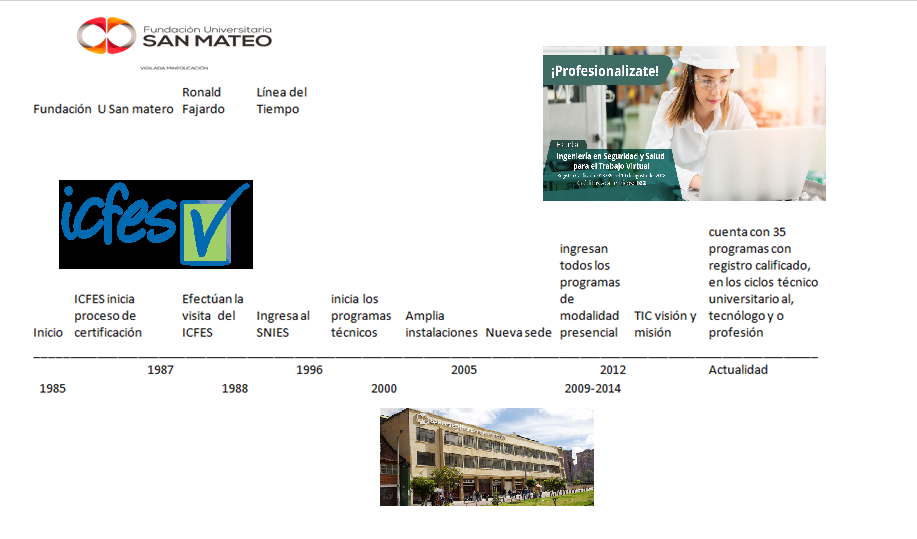 Fundación Universitaria
SAN MATEO
VIGILADA MINEDUCACIÓN
Fundación U San matero
Ronald
Fajardo
Línea del
Tiempo
¡Profesionalizate!
Estudia
Ingeniería en Seguridad y Salud
para el Trabajo Virtual
icfes
Inicio
ICFES inicia
proceso de
certificación
Efectúan la
visita del
ICFES
Ingresa al
SNIES
inicia los
programas
técnicos
Amplia
instalaciones
Nueva sede
ingresan
todos los
programas
de
modalidad
presencial
TIC visión y
misión
cuenta con 35
programas con
registro calificado,
en los ciclos técnico
universitario al,
tecnólogo y o
profesión
1987
1996
2005
2012
Actualidad
1985
1988
2000
2009-2014